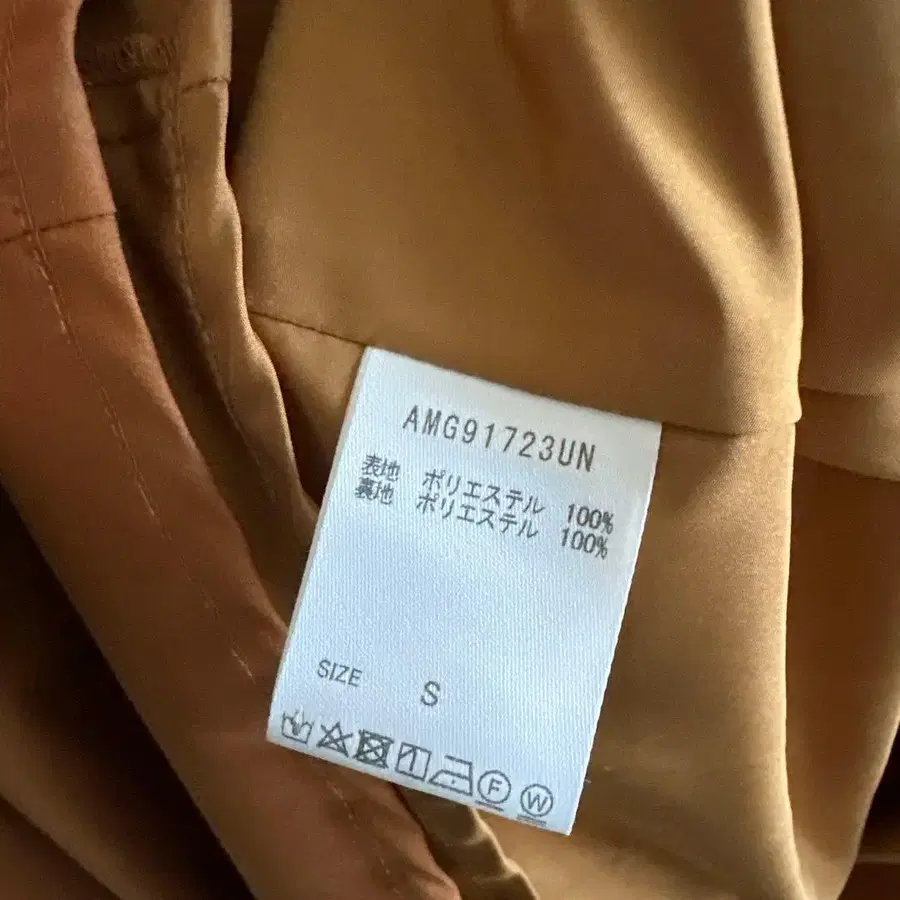 AMG91723UN
表地 ポリエステル 100%
裏地 ポリエステル 100%
SIZE S
F W